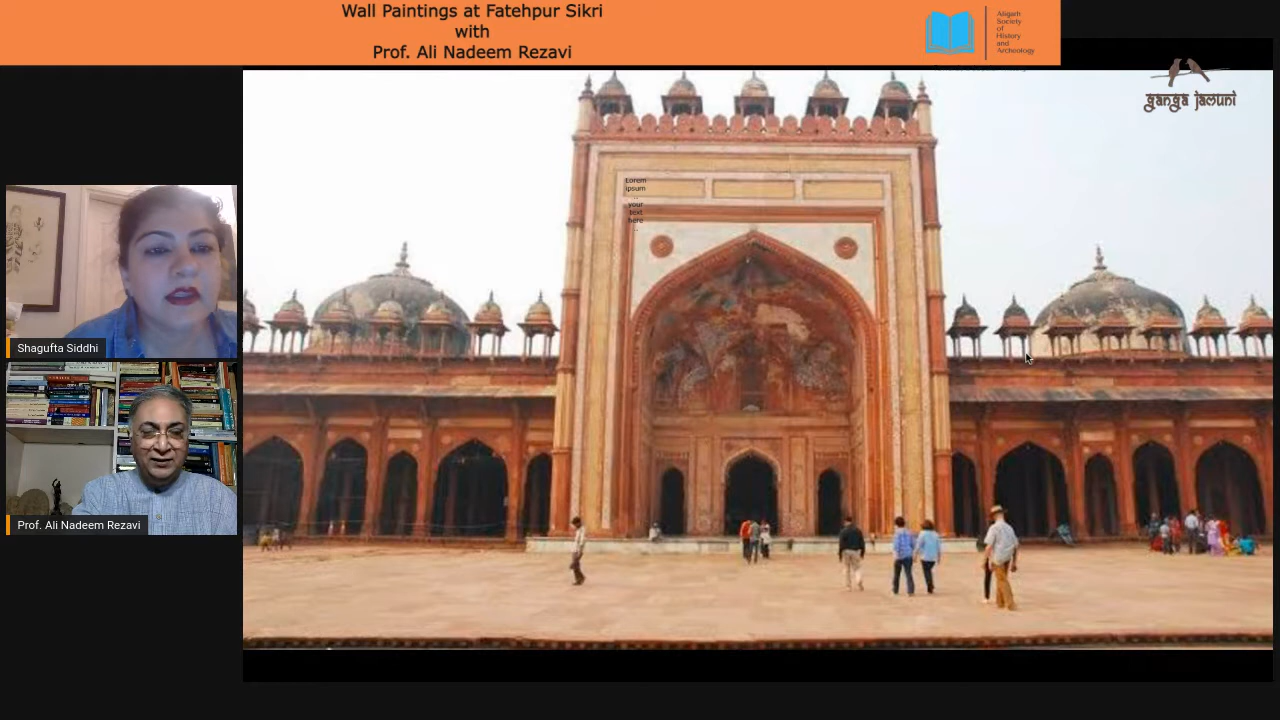 Wall Paintings at Fatehpur Sikri
with
Prof. Ali Nadeem Rezavi
Aligarh
Society
of
History
and
Archeology
ganga jamuni
Lorem
ipsum
your
text
here
Shagufta Siddhi
Prof. Ali Nadeem Rezavi